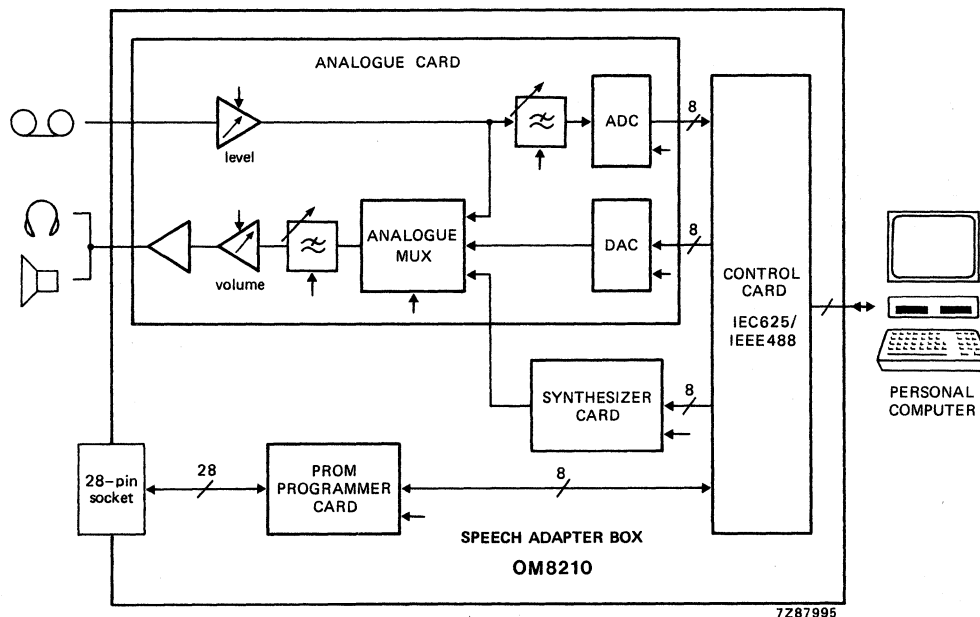 ANALOGUE CARD
level
ADC
8
volume
ANALOGUE
MUX
DAC
8
CONTROL
CARD
IEC625/
IEEE488
SYNTHESIZER
CARD
8
PERSONAL
COMPUTER
28-pin
socket
28
PROM
PROGRAMMER
CARD
8
SPEECH ADAPTER BOX
OM8210
7Z87995